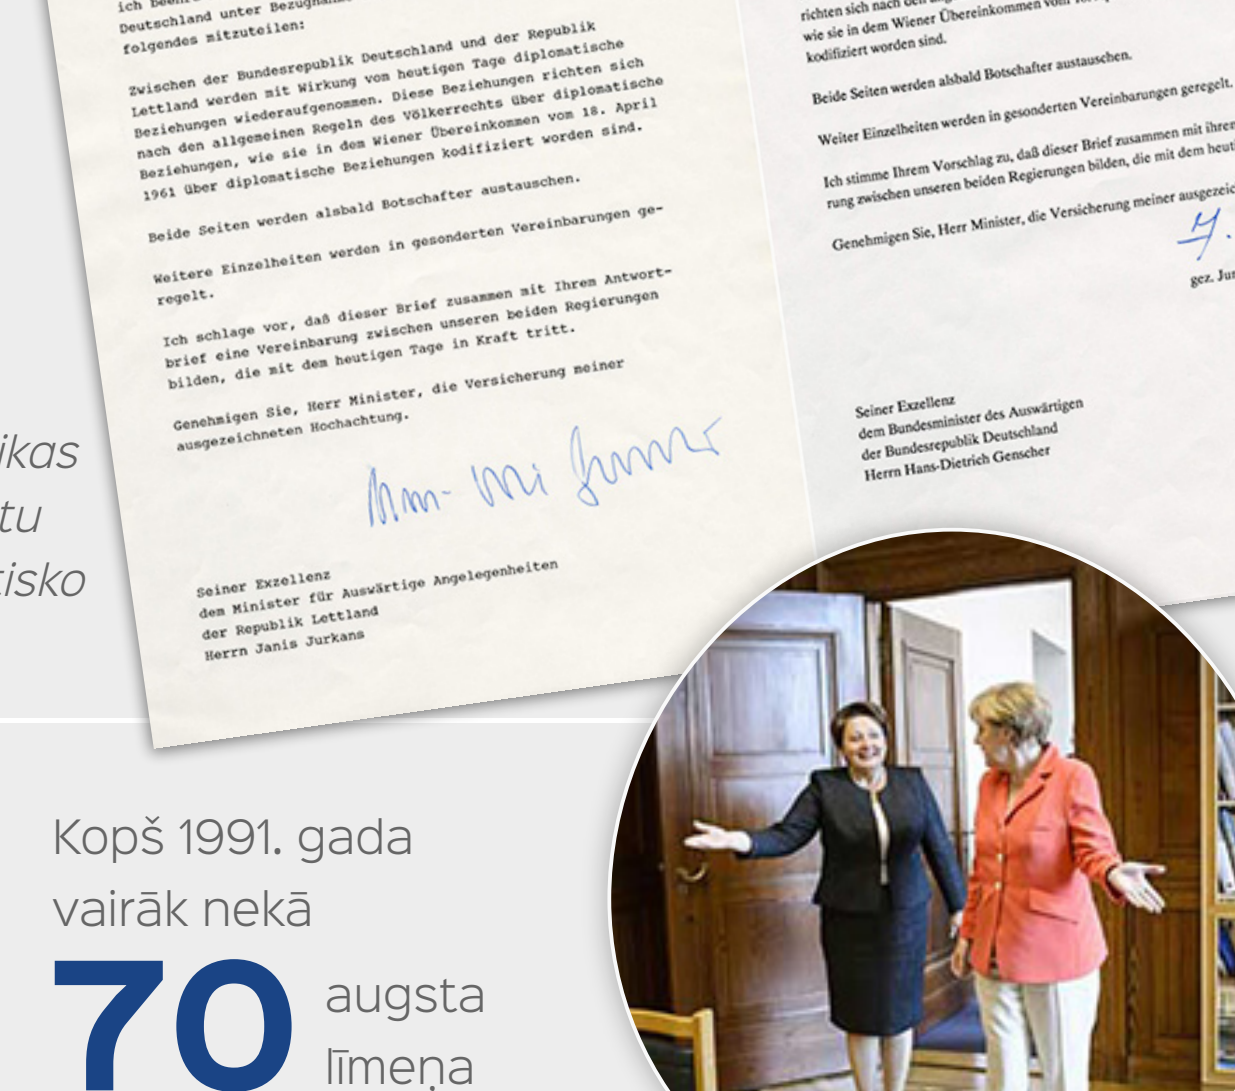 ich
Deutschland unter
folgendes mitzuteilen:
Zwischen der Bundesrepublik Deutschland und der Republik
Lettland werden mit Wirkung vom heutigen Tage diplomatische
Beziehungen wiederaufgenommen. Diese Beziehungen richten sich
nach den allgemeinen Regeln des Völkerrechts über diplomatische
Beziehungen, wie sie in dem Wiener Übereinkommen vom 18. April
1961 über diplomatische Beziehungen kodifiziert worden sind.
Beide Seiten werden alsbald Botschafter austauschen.
Weitere Einzelheiten werden in gesonderten Vereinbarungen ge-
regelt.
Ich schlage vor, daß dieser Brief zusammen mit Ihrem Antwort-
brief eine Vereinbarung zwischen unseren beiden Regierungen
bilden, die mit dem heutigen Tage in Kraft tritt.
Genehmigen Sie, Herr Minister, die Versicherung meiner
ausgezeichneten Hochachtung.
Seiner Exzellenz
dem Minister für Auswärtige Angelegenheiten
der Republik Lettland
Herrn Janis Jurkans
richten sich nach den
wie sie in dem Wiener Übereinkommen vom
kodifiziert worden sind.
Beide Seiten werden alsbald Botschafter austauschen.
Weiter Einzelheiten werden in gesonderten Vereinbarungen geregelt.
Ich stimme Ihrem Vorschlag zu, daß dieser Brief zusammen mit ihrem
rung zwischen unseren beiden Regierungen bilden, die mit dem heuti
Genehmigen Sie, Herr Minister, die Versicherung meiner ausgezeic
gez. Jur
Seiner Exzellenz
dem Bundesminister des Auswärtigen
der Bundesrepublik Deutschland
Herrn Hans-Dietrich Genscher
ikas
tu
tisko
Kopš 1991. gada
vairāk nekā
70 augsta
līmeņa